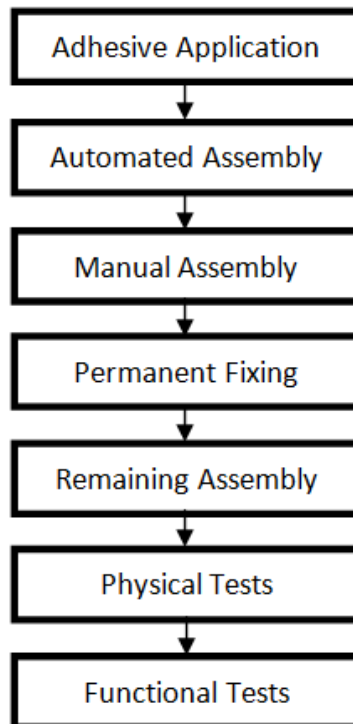 Adhesive Application
Automated Assembly
Manual Assembly
Permanent Fixing
Remaining Assembly
Physical Tests
Functional Tests